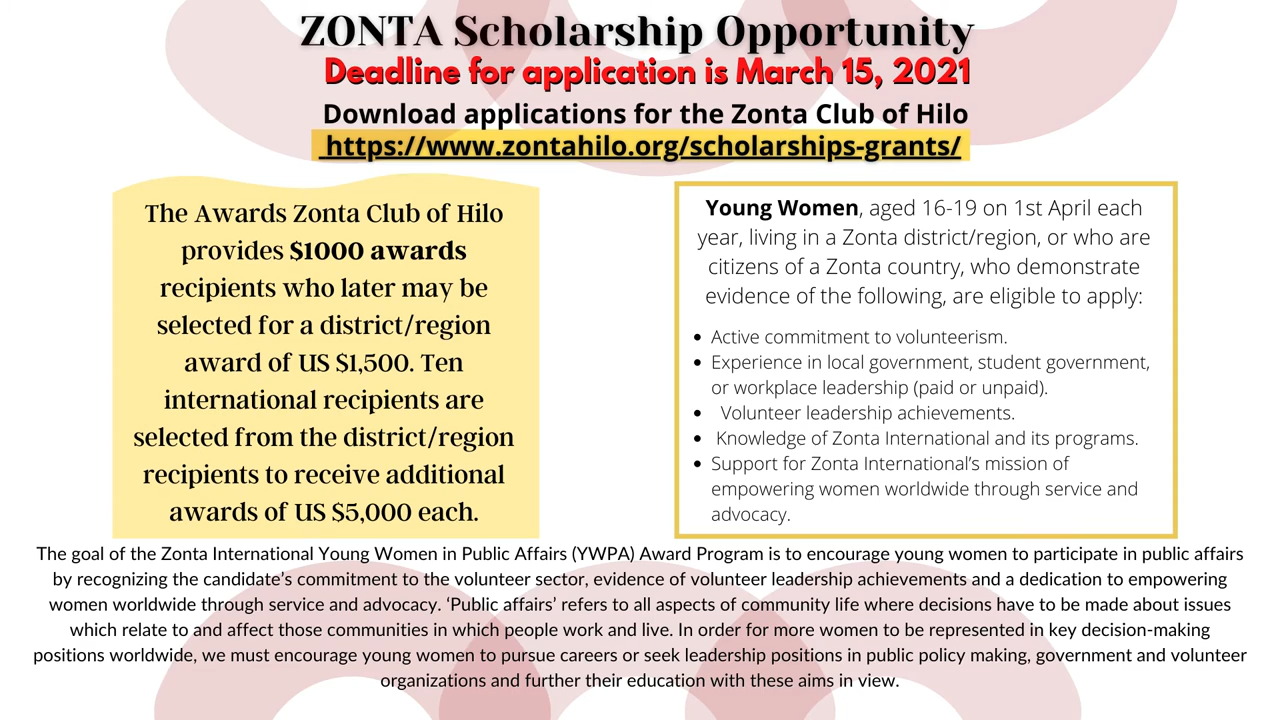 ZONTA Scholarship Opportunity
Deadline for application is March 15, 2021
Download applications for the Zonta Club of Hilo
https://www.zontahilo.org/scholarships-grants/
The Awards Zonta Club of Hilo
provides $1000 awards
recipients who later may be
selected for a district/region
award of US $1,500. Ten
international recipients are
selected from the district/region
recipients to receive additional
awards of US $5,000 each.
Young Women, aged 16-19 on 1st April each
year, living in a Zonta district/region, or who are
citizens of a Zonta country, who demonstrate
evidence of the following, are eligible to apply:
• Active commitment to volunteerism.
• Experience in local government, student government,
or workplace leadership (paid or unpaid).
• Volunteer leadership achievements.
• Knowledge of Zonta International and its programs.
• Support for Zonta International’s mission of
empowering women worldwide through service and
advocacy.
The goal of the Zonta International Young Women in Public Affairs (YWPA) Award Program is to encourage young women to participate in public affairs
by recognizing the candidate’s commitment to the volunteer sector, evidence of volunteer leadership achievements and a dedication to empowering
women worldwide through service and advocacy. ‘Public affairs’ refers to all aspects of community life where decisions have to be made about issues
which relate to and affect those communities in which people work and live. In order for more women to be represented in key decision-making
positions worldwide, we must encourage young women to pursue careers or seek leadership positions in public policy making, government and volunteer
organizations and further their education with these aims in view.